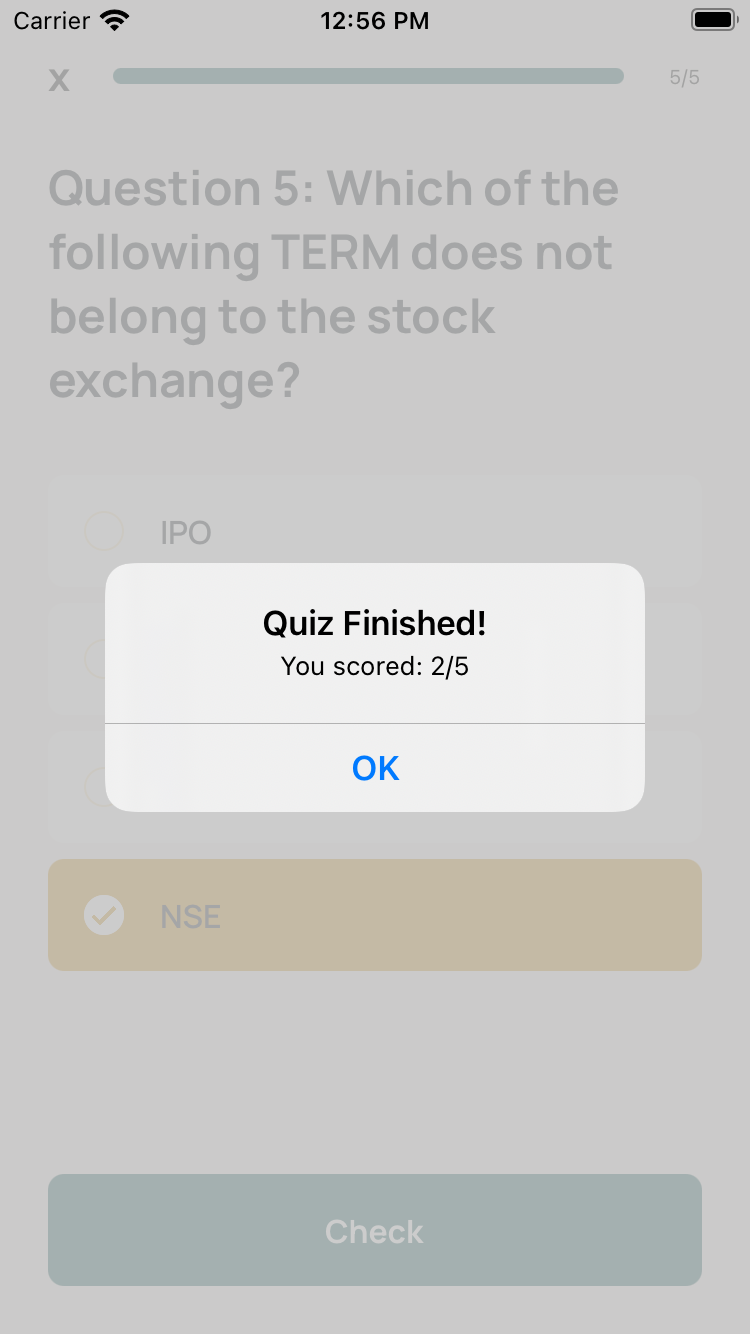 Carrier 12:56 PM
x 5/5
Question 5: Which of the
following TERM does not
belong to the stock
exchange?
IPO
Quiz Finished!
You scored: 2/5
OK
NSE
Check